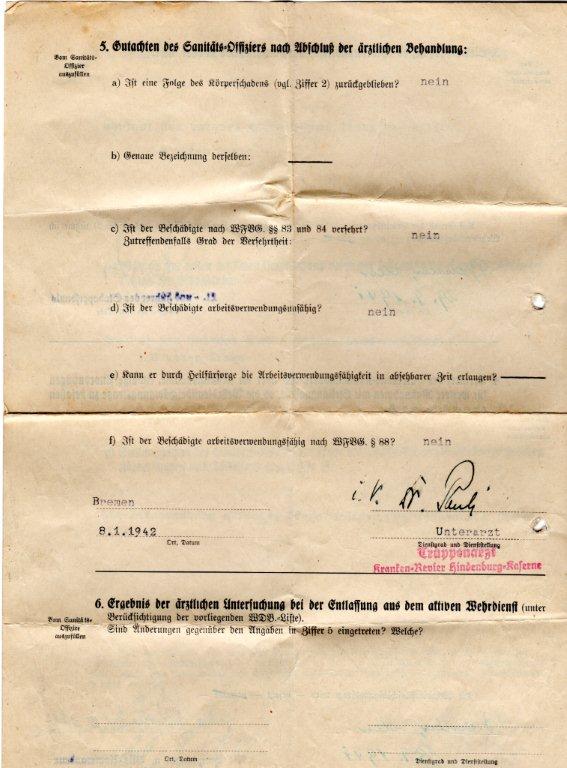 5. Gutachten des Sanitäts-Offiziers nach Abschluß der ärztlichen Behandlung:
Vom Sanitäts-
Offizier
auszufüllen
a) Ist eine Folge des Körperschadens (vgl. Ziffer 2) zurückgeblieben? nein
b) Genaue Bezeichnung derselben:
c) Ist der Beschädigte nach WFVG. §§ 83 und 84 versehrt? nein
Zutreffendenfalls Grad der Versehrtheit:
d) Ist der Beschädigte arbeitsverwendungsunfähig? nein
e) Kann er durch Heilfürsorge die Arbeitsverwendungsfähigkeit in absehbarer Zeit erlangen?
f) Ist der Beschädigte arbeitsverwendungsfähig nach WFVG. § 88? nein
i. V. Dr. Pauli
Bremen
8.1.1942 Unterarzt
Ort, Datum Dienstgrad und Dienststellung
Truppenarzt
Kranken-Revier Hindenburg-Kaserne
6. Ergebnis der ärztlichen Untersuchung bei der Entlassung aus dem aktiven Wehrdienst (unter
Vom Sanitäts-
Offizier
auszufüllen
Berücksichtigung der vorliegenden WDB.-Liste).
Sind Änderungen gegenüber den Angaben in Ziffer 5 eingetreten? Welche?
Ort, Datum Dienstgrad und Dienststellung